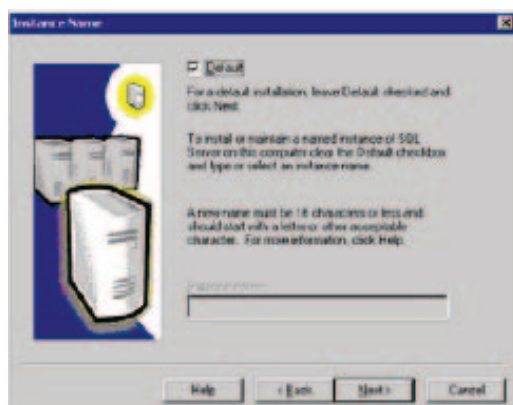 Instance Name
Default
For a default installation, leave Default checked and
click Next.
To install or maintain a named instance of SQL
Server on this computer clear the Default checkbox
and type or select an instance name.
A new name must be 16 characters or less and
should start with a letter or other acceptable
character. For more information, click Help.
Instance name:
Help
< Back
Next >
Cancel